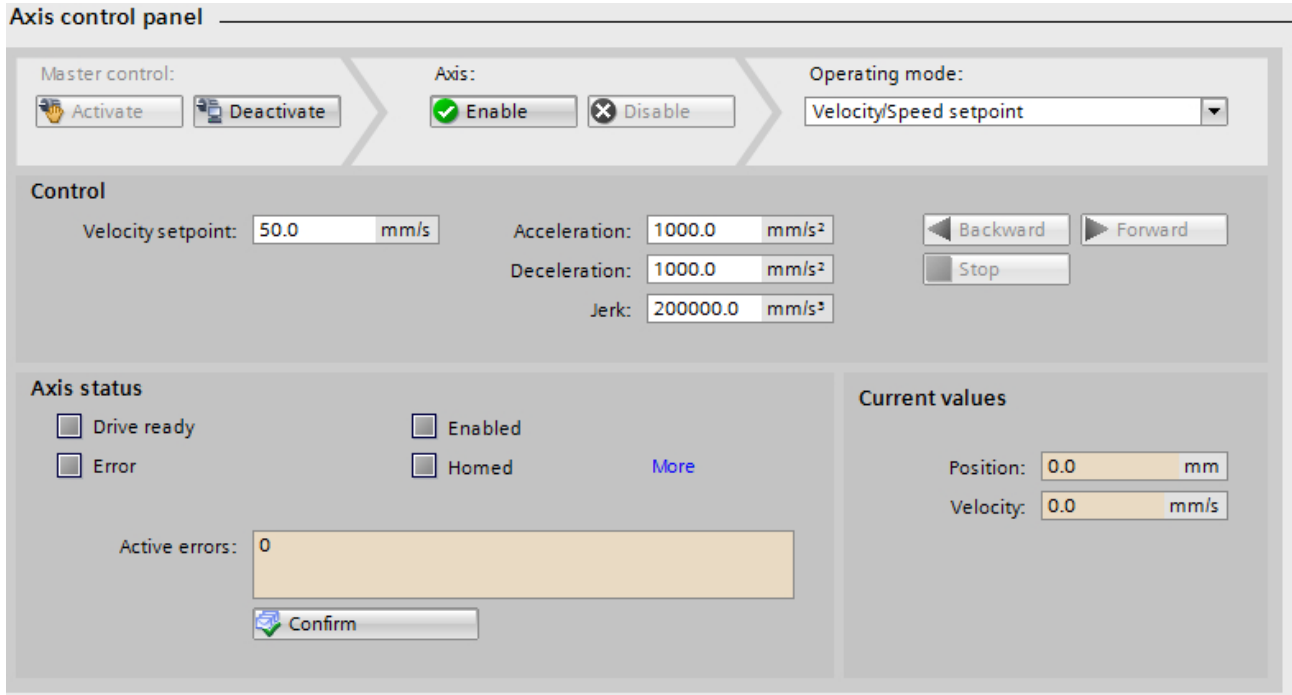 Axis control panel
Master control:
Activate
Deactivate
Axis:
Enable
Disable
Operating mode:
Velocity/Speed setpoint
Control
Velocity setpoint: 50.0 mm/s
Acceleration: 1000.0 mm/s²
Deceleration: 1000.0 mm/s²
Jerk: 200000.0 mm/s³
Backward
Forward
Stop
Axis status
Drive ready
Enabled
Error
Homed
More
Active errors: 0
Confirm
Current values
Position: 0.0 mm
Velocity: 0.0 mm/s